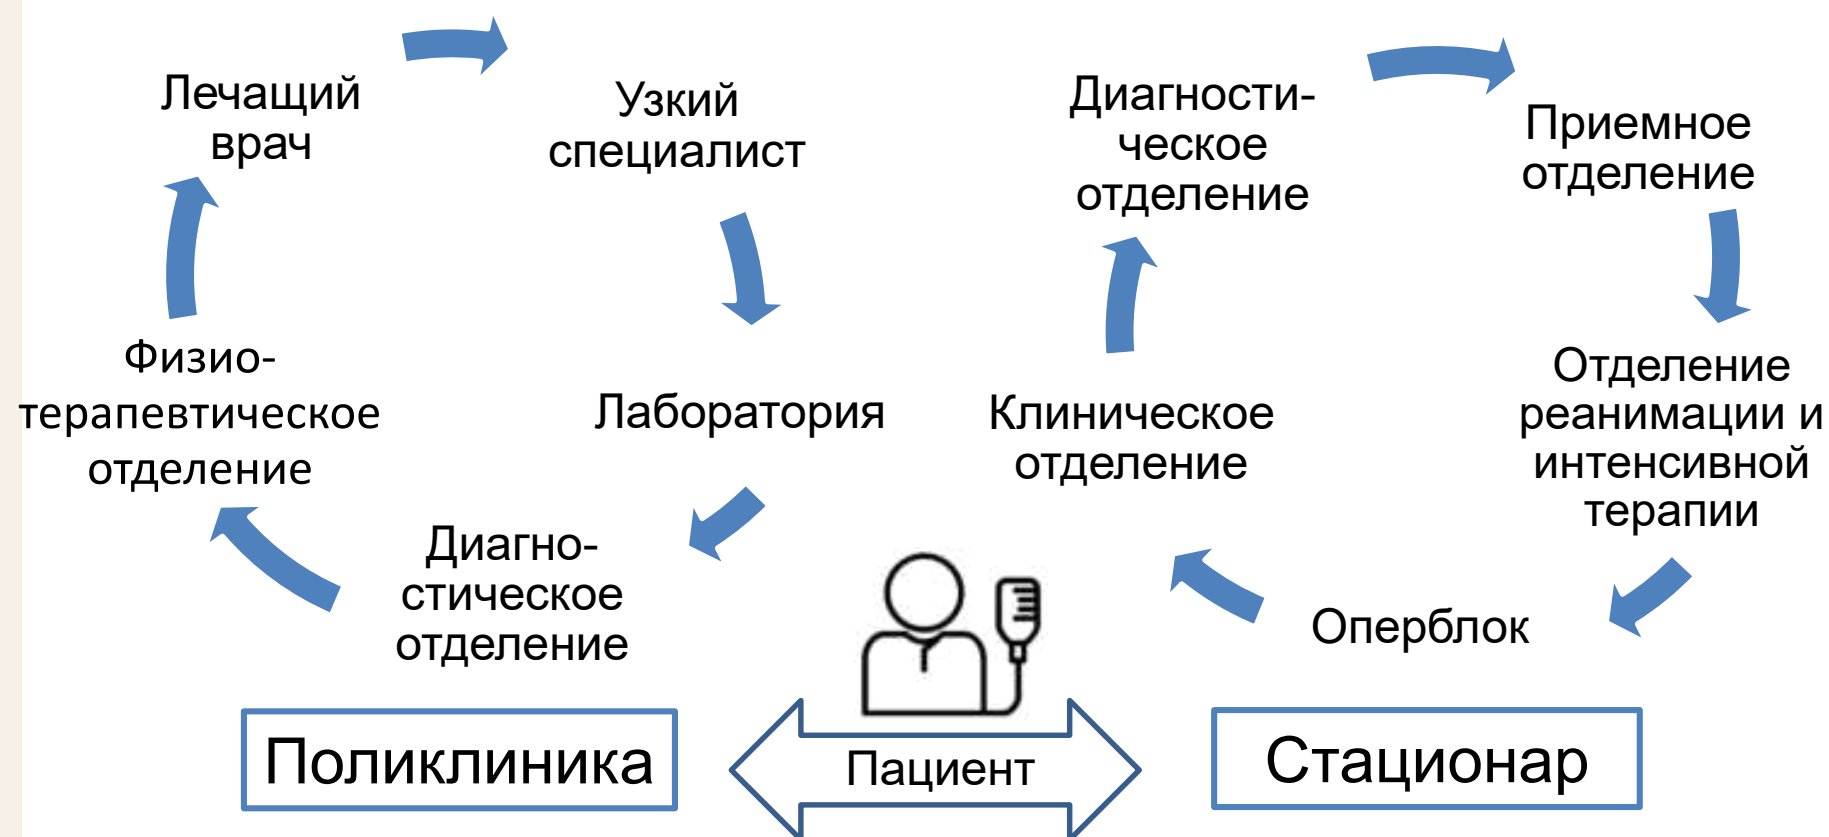 Лечащий
врач
Узкий
специалист
Лаборатория
Диагно-
стическое
отделение
Физио-
терапевтическое
отделение
Поликлиника
Диагности-
ческое
отделение
Приемное
отделение
Отделение
реанимации и
интенсивной
терапии
Оперблок
Клиническое
отделение
Стационар
Пациент